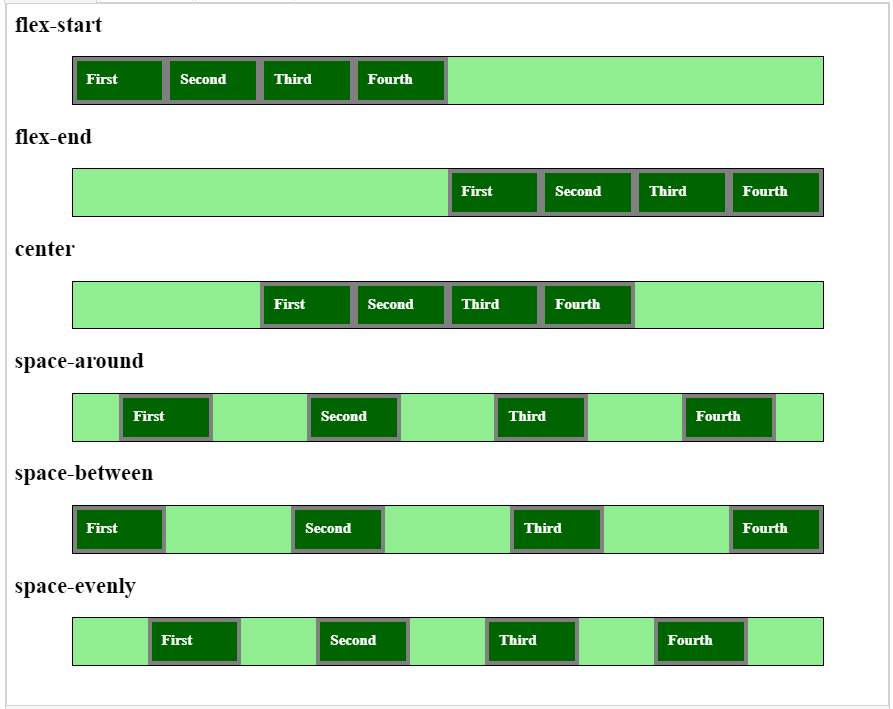 flex-start
First Second Third Fourth
flex-end
First Second Third Fourth
center
First Second Third Fourth
space-around
First Second Third Fourth
space-between
First Second Third Fourth
space-evenly
First Second Third Fourth